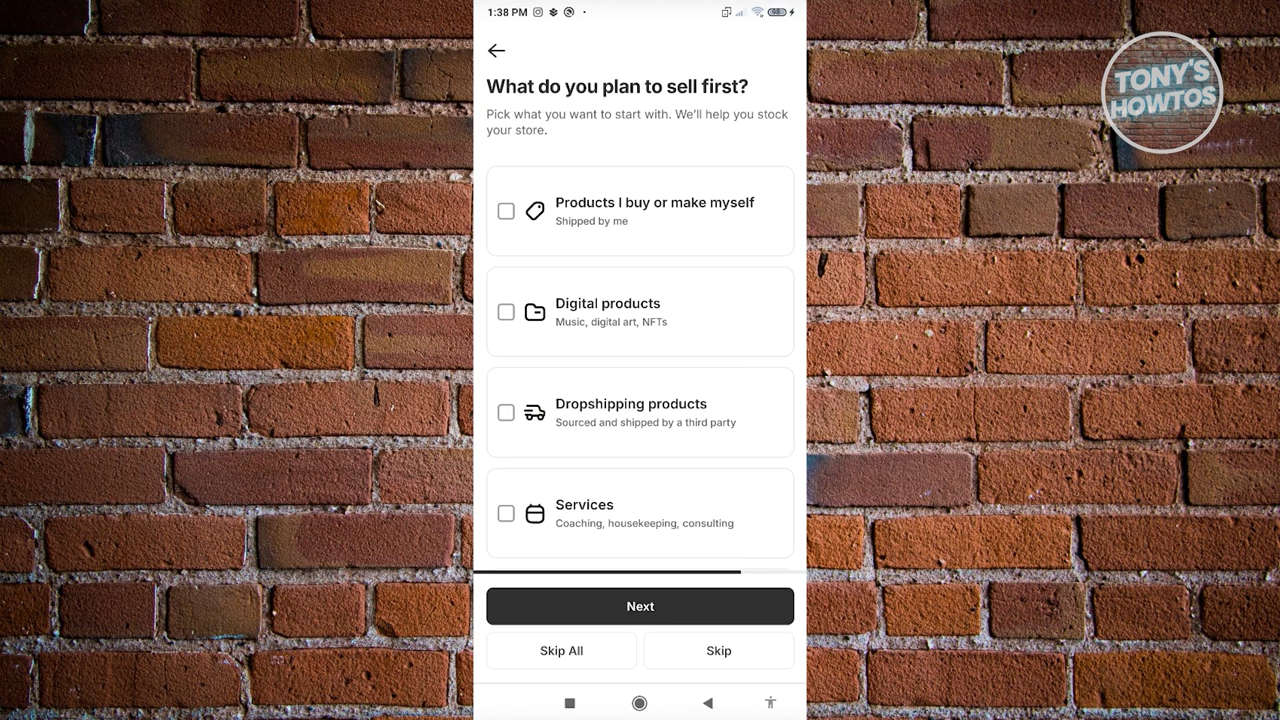 1:38 PM
98
TONY'S
HOWTOS
What do you plan to sell first?
Pick what you want to start with. We'll help you stock
your store.
Products I buy or make myself
Shipped by me
Digital products
Music, digital art, NFTs
Dropshipping products
Sourced and shipped by a third party
Services
Coaching, housekeeping, consulting
Next
Skip All
Skip